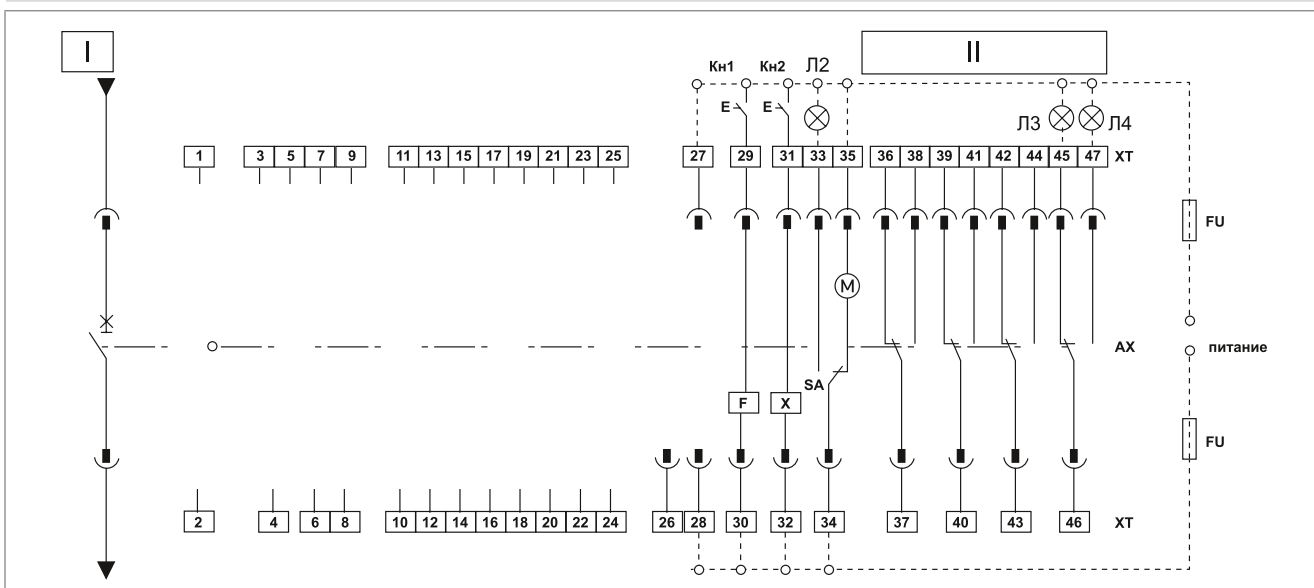 I
II
Кн1 Кн2 Л2
E E Л3 Л4
1 3 5 7 9 11 13 15 17 19 21 23 25 27 29 31 33 35 36 38 39 41 42 44 45 47 XT
FU
M
AX питание
SA
F X
FU
2 4 6 8 10 12 14 16 18 20 22 24 26 28 30 32 34 37 40 43 46 XT